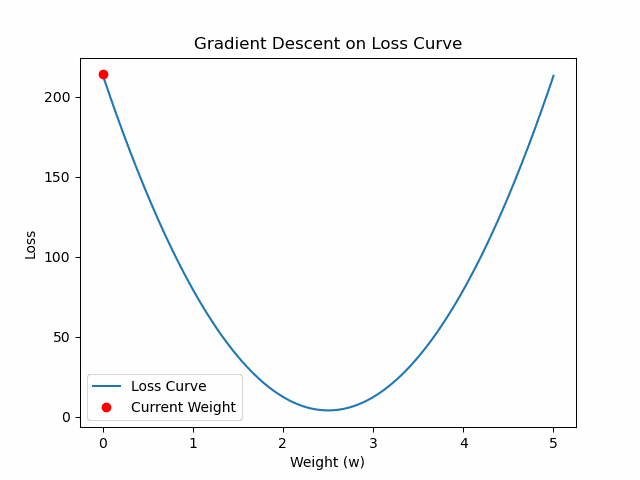 Gradient Descent on Loss Curve
Loss
200
150
100
50
0
Loss Curve
Current Weight
0 1 2 3 4 5
Weight (w)